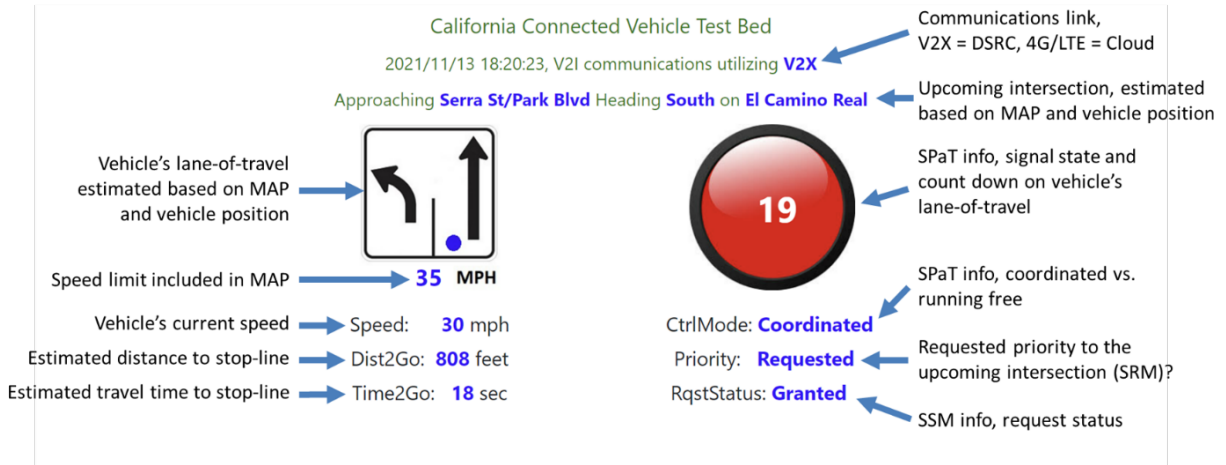 California Connected Vehicle Test Bed
2021/11/13 18:20:23, V2I communications utilizing V2X
Approaching Serra St/Park Blvd Heading South on El Camino Real
Communications link,
V2X = DSRC, 4G/LTE = Cloud
Upcoming intersection, estimated
based on MAP and vehicle position
Vehicle's lane-of-travel
estimated based on MAP
and vehicle position
19
SPaT info, signal state and
count down on vehicle's
lane-of-travel
Speed limit included in MAP
35 MPH
SPaT info, coordinated vs.
running free
Vehicle's current speed
Speed: 30 mph
CtrlMode: Coordinated
Estimated distance to stop-line
Dist2Go: 808 feet
Priority: Requested
Requested priority to the
upcoming intersection (SRM)?
Estimated travel time to stop-line
Time2Go: 18 sec
RqstStatus: Granted
SSM info, request status